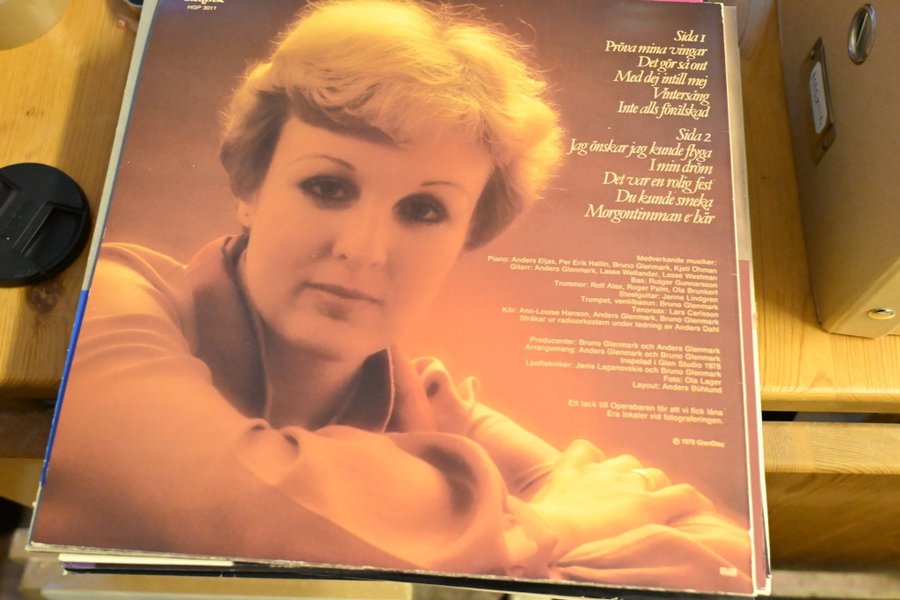 HGP 3011
Sida 1
Pröva mina vingar
Det gör så ont
Med dej intill mej
Vintersång
Inte alls förälskad
Sida 2
Jag önskar jag kunde flyga
I min dröm
Det var en rolig fest
Du kunde smeka
Morgontimman e' här
Medverkande musiker:
Piano: Anders Eljas, Per Erik Hallin, Bruno Glenmark, Kjell Öhman
Gitarr: Anders Glenmark, Lasse Wellander, Lasse Westman
Bas: Rutger Gunnarsson
Trummor: Rolf Alex, Roger Palm, Ola Brunkert
Steelguitar: Janne Lindgren
Trumpet, ventilbasun: Bruno Glenmark
Tenorsax: Lars Carlsson
Kör: Ann-Louise Hanson, Anders Glenmark, Bruno Glenmark
Stråkar ur radioorkestern under ledning av Anders Dahl
Producenter: Bruno Glenmark och Anders Glenmark
Arrangemang: Anders Glenmark och Bruno Glenmark
Inspelad i Glen Studio 1978
Ljudtekniker: Janis Laganovskis och Bruno Glenmark
Foto: Ola Lager
Layout: Anders Bühlund
Ett tack till Operabaren för att vi fick låna
Era lokaler vid fotograferingen.
℗ 1979 GlenDisc